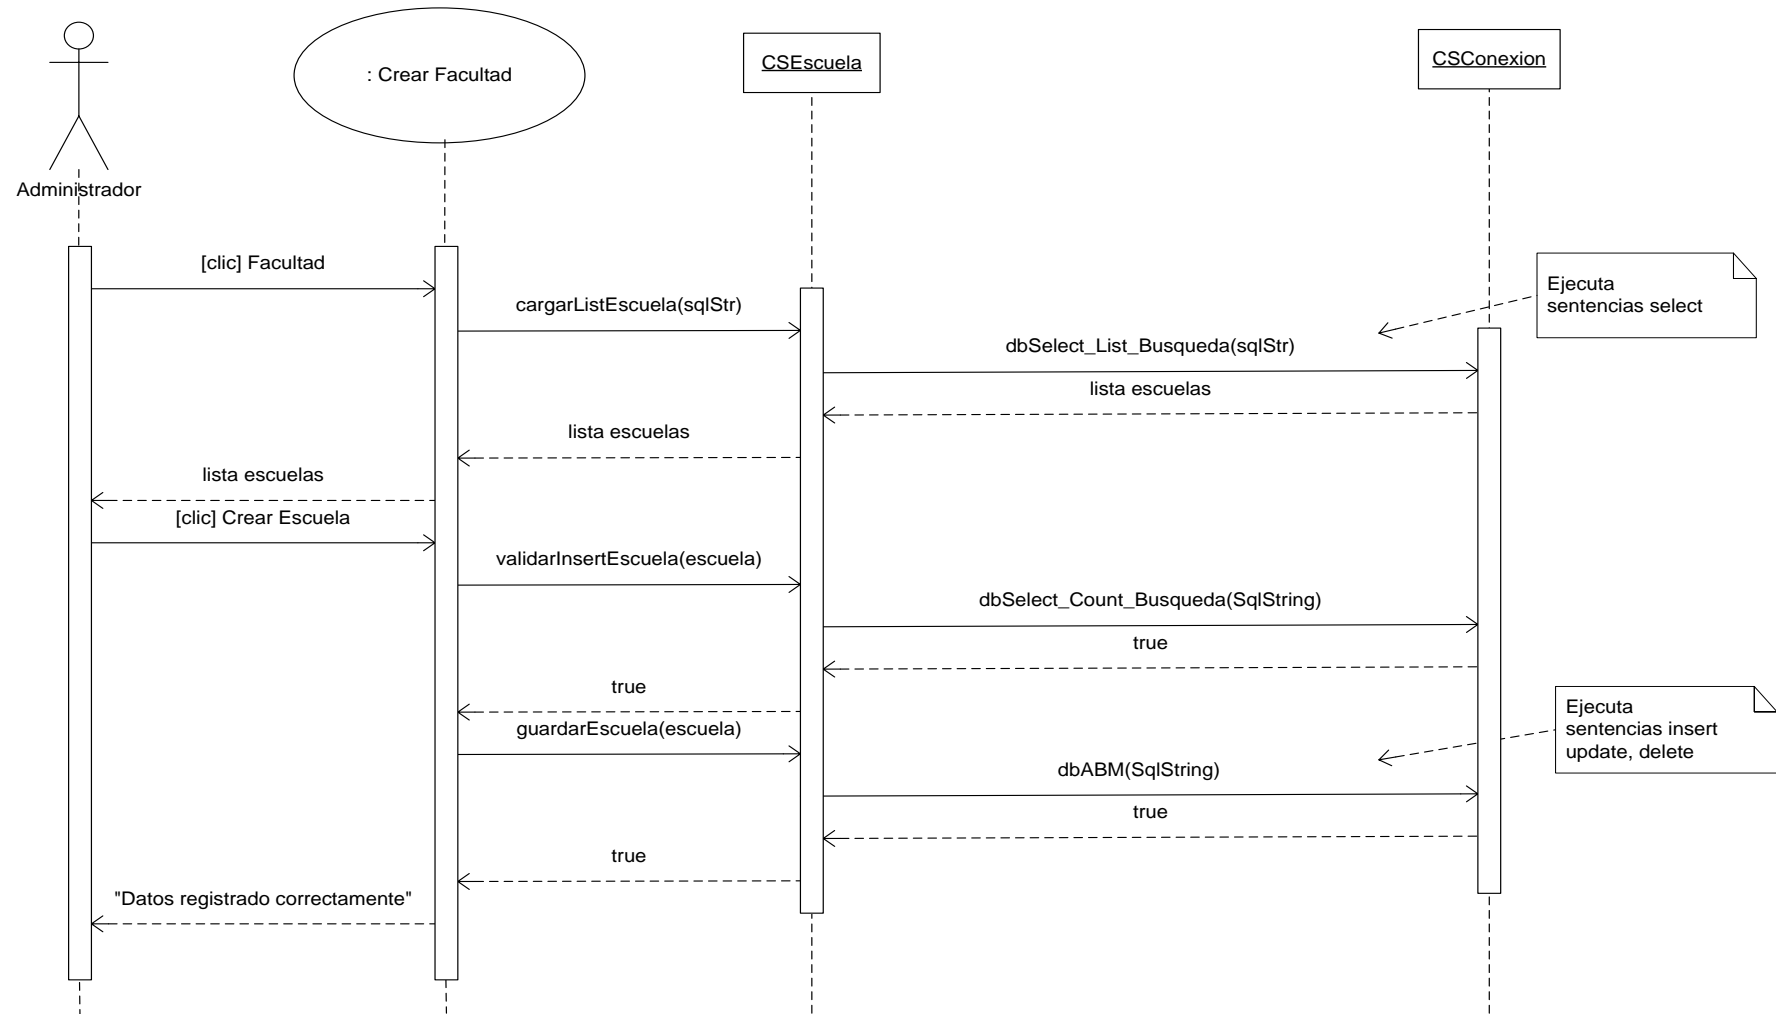 : Crear Facultad
CSEscuela
CSConexion
Administrador
[clic] Facultad
cargarListEscuela(sqlStr)
Ejecuta
sentencias select
dbSelect_List_Busqueda(sqlStr)
lista escuelas
lista escuelas
lista escuelas
[clic] Crear Escuela
validarInsertEscuela(escuela)
dbSelect_Count_Busqueda(SqlString)
true
true
guardarEscuela(escuela)
Ejecuta
sentencias insert
update, delete
dbABM(SqlString)
true
true
"Datos registrado correctamente"